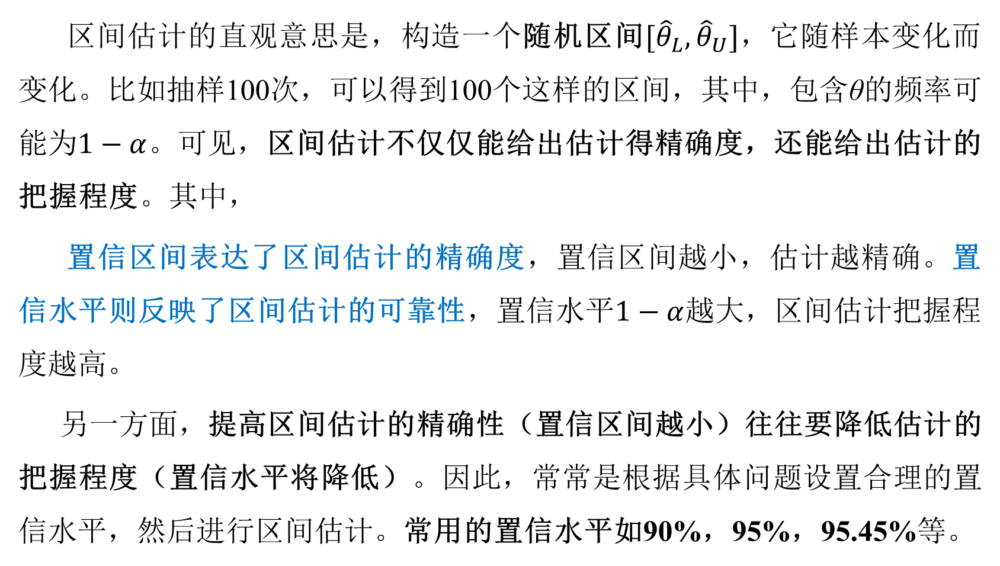 区间估计的直观意思是，构造一个随机区间[θ̂_L, θ̂_U]，它随样本变化而
变化。比如抽样100次，可以得到100个这样的区间，其中，包含θ的频率可
能为1 − α。可见，区间估计不仅仅能给出估计得精确度，还能给出估计的
把握程度。其中，
置信区间表达了区间估计的精确度，置信区间越小，估计越精确。置
信水平则反映了区间估计的可靠性，置信水平1 − α越大，区间估计把握程
度越高。
另一方面，提高区间估计的精确性（置信区间越小）往往要降低估计的
把握程度（置信水平将降低）。因此，常常是根据具体问题设置合理的置
信水平，然后进行区间估计。常用的置信水平如90%，95%，95.45%等。